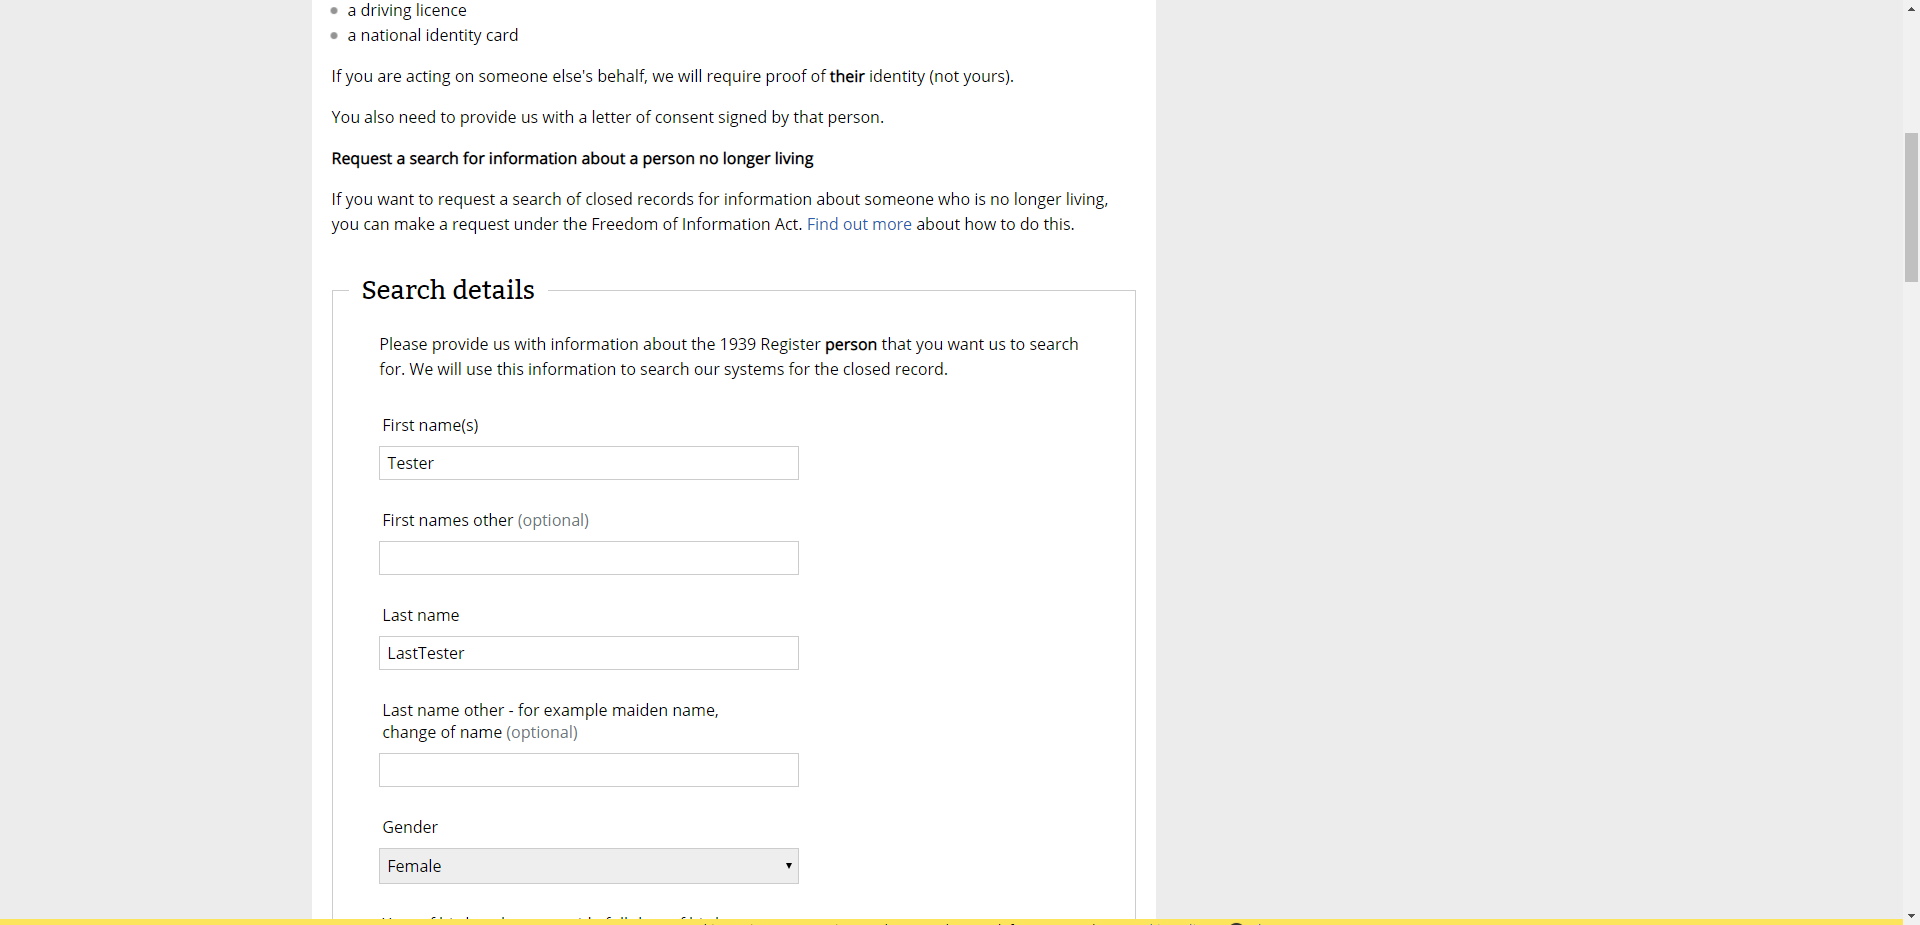 a driving licence
a national identity card
If you are acting on someone else's behalf, we will require proof of their identity (not yours).
You also need to provide us with a letter of consent signed by that person.
Request a search for information about a person no longer living
If you want to request a search of closed records for information about someone who is no longer living,
you can make a request under the Freedom of Information Act. Find out more about how to do this.
Search details
Please provide us with information about the 1939 Register person that you want us to search
for. We will use this information to search our systems for the closed record.
First name(s)
Tester
First names other (optional)
Last name
LastTester
Last name other - for example maiden name,
change of name (optional)
Gender
Female